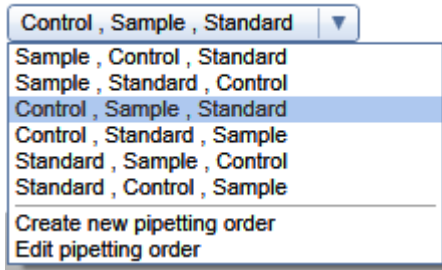 Control , Sample , Standard
Sample , Control , Standard
Sample , Standard , Control
Control , Sample , Standard
Control , Standard , Sample
Standard , Sample , Control
Standard , Control , Sample
Create new pipetting order
Edit pipetting order